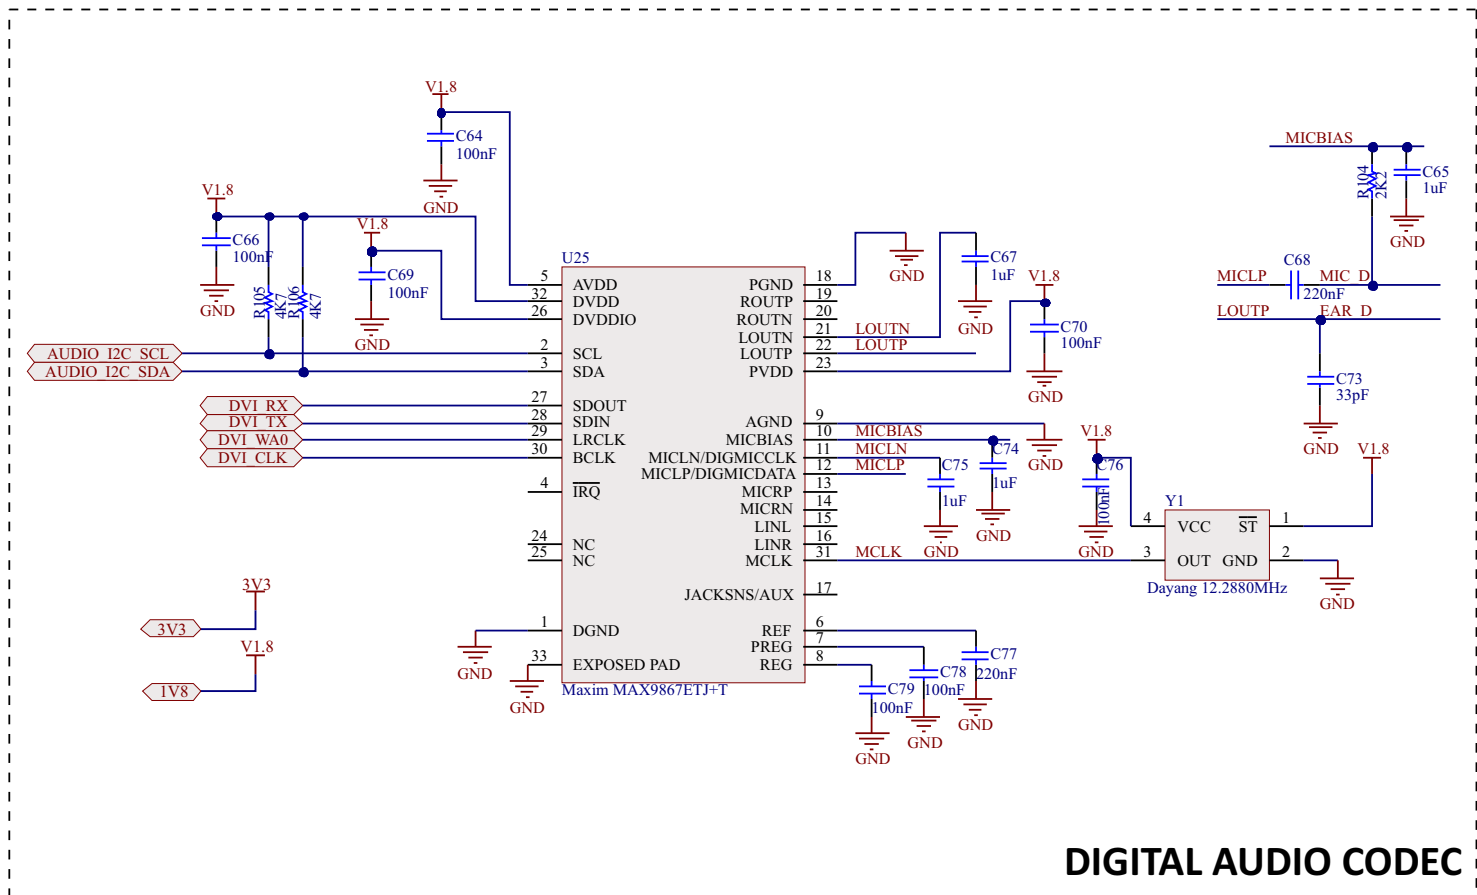 V1.8
C64
100nF
GND
V1.8
C66
100nF
GND
R105
4K7
R106
4K7
V1.8
C69
100nF
GND
AUDIO_I2C_SCL
AUDIO_I2C_SDA
DVI_RX
DVI_TX
DVI_WA0
DVI_CLK
3V3
3V3
V1.8
1V8
U25
5 AVDD
32 DVDD
26 DVDDIO
2 SCL
3 SDA
27 SDOUT
28 SDIN
29 LRCLK
30 BCLK
4 IRQ
24 NC
25 NC
1 DGND
33 EXPOSED PAD
GND
GND
Maxim MAX9867ETJ+T
PGND 18
ROUTP 19
ROUTN 20
LOUTN 21 LOUTN
LOUTP 22 LOUTP
PVDD 23
AGND 9
MICBIAS 10 MICBIAS
MICLN/DIGMICCLK 11 MICLN
MICLP/DIGMICDATA 12 MICLP
MICRP 13
MICRN 14
LINL 15
LINR 16
MCLK 31 MCLK
JACKSNS/AUX 17
REF 6
PREG 7
REG 8
GND
C67
1uF
GND
V1.8
C70
100nF
GND
GND
C74
1uF
GND
C75
1uF
GND
C77
220nF
GND
C78
100nF
GND
C79
100nF
GND
V1.8
C76
100nF
GND
Y1
4 VCC ST 1
3 OUT GND 2
Dayang 12.2880MHz
V1.8
GND
MICBIAS
R104
2K2
C65
1uF
GND
MICLP
C68
220nF
MIC_D
LOUTP
EAR_D
C73
33pF
GND
DIGITAL AUDIO CODEC